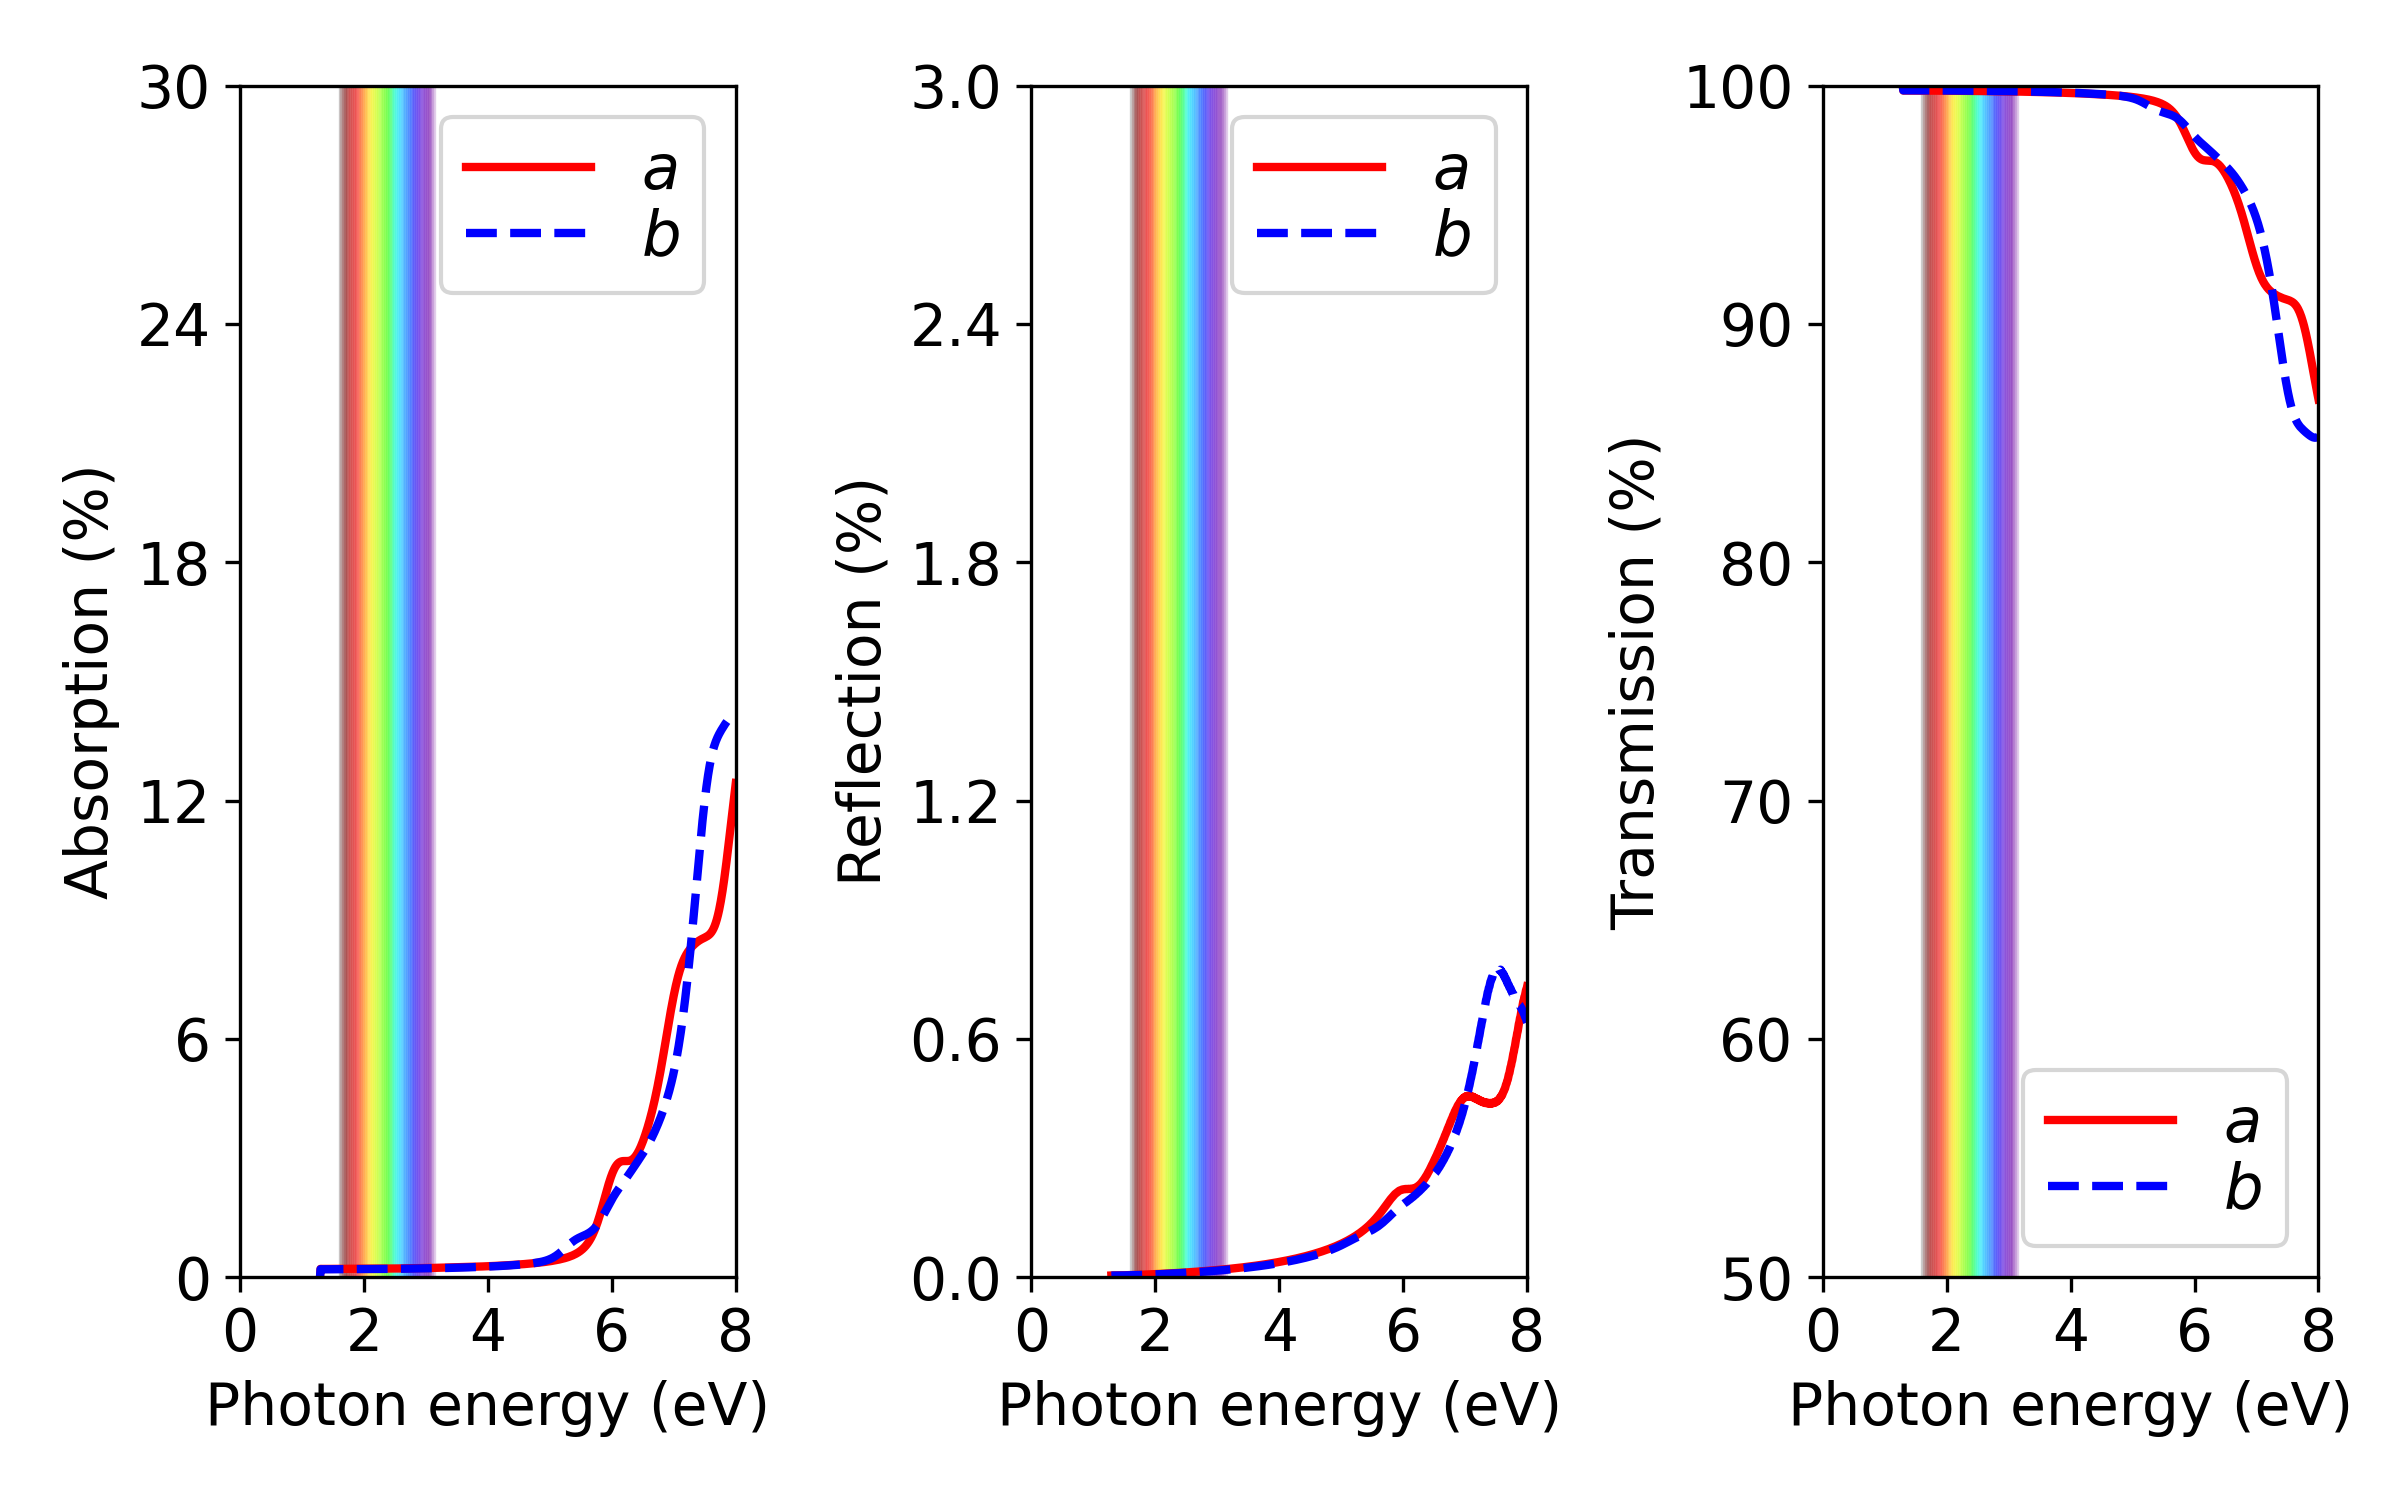 Absorption (%)
30
24
18
12
6
0
0 2 4 6 8
Photon energy (eV)
a
b
Reflection (%)
3.0
2.4
1.8
1.2
0.6
0.0
0 2 4 6 8
Photon energy (eV)
a
b
Transmission (%)
100
90
80
70
60
50
0 2 4 6 8
Photon energy (eV)
a
b